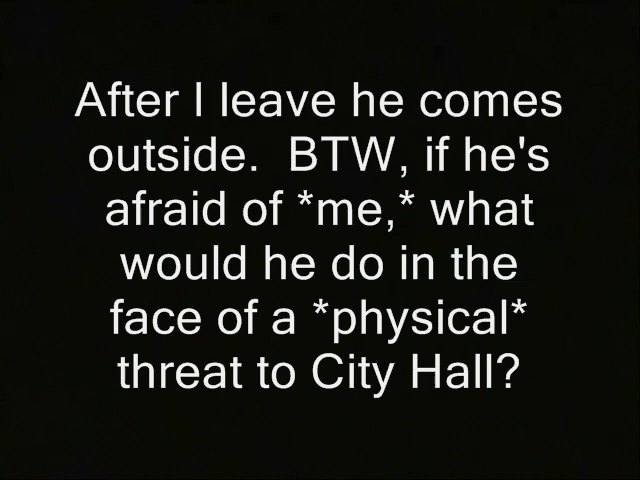 After I leave he comes
outside.  BTW, if he's
afraid of *me,* what
would he do in the
face of a *physical*
threat to City Hall?